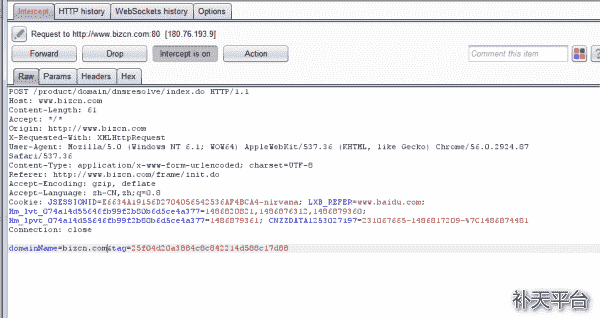 Intercept HTTP history WebSockets history Options
Request to http://www.bizcn.com:80 [180.76.193.9]
Forward Drop Intercept is on Action Comment this item
Raw Params Headers Hex
POST /product/domain/dnsresolve/index.do HTTP/1.1
Host: www.bizcn.com
Content-Length: 61
Accept: */*
Origin: http://www.bizcn.com
X-Requested-With: XMLHttpRequest
User-Agent: Mozilla/5.0 (Windows NT 6.1; WOW64) AppleWebKit/537.36 (KHTML, like Gecko) Chrome/56.0.2924.87
Safari/537.36
Content-Type: application/x-www-form-urlencoded; charset=UTF-8
Referer: http://www.bizcn.com/frame/init.do
Accept-Encoding: gzip, deflate
Accept-Language: zh-CN,zh;q=0.8
Cookie: JSESSIONID=E6634A19156D2704056542536AF4BCA4-nirvana; LXB_REFER=www.baidu.com;
Hm_lvt_074a14d55646fb99f2b80b6d5ce4a377=1486820821,1486876312,1486879360;
Hm_lpvt_074a14d55646fb99f2b80b6d5ce4a377=1486879361; CNZZDATA1253027197=231067665-1486817209-%7C1486874481
Connection: close
domainName=bizcn.com&tag=25f04d20a3884c8c842214d588c17d88
补天平台